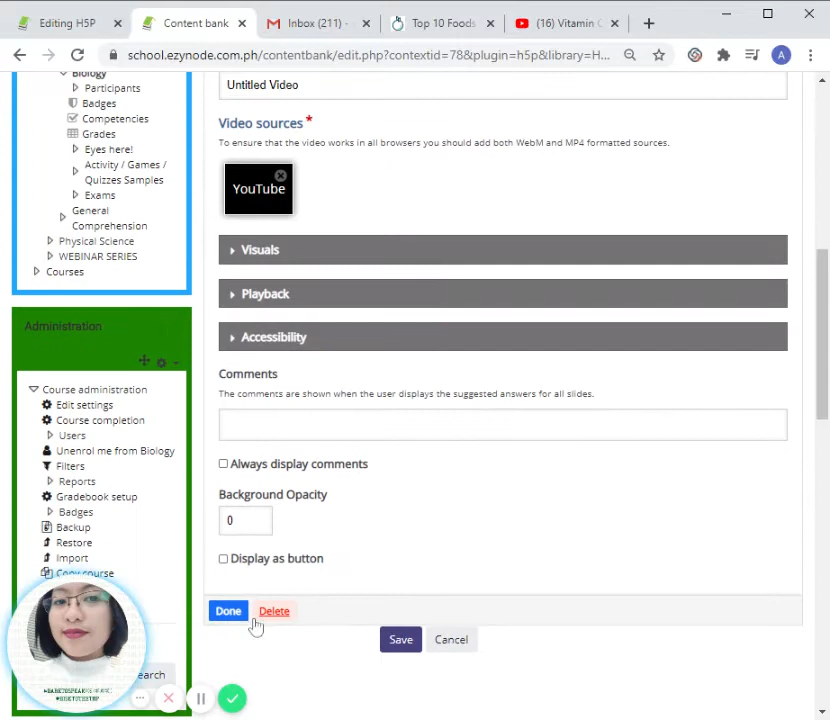 Editing H5P
Content bank
Inbox (211) -
Top 10 Foods
(16) Vitamin C
school.ezynode.com.ph/contentbank/edit.php?contextid=78&plugin=h5p&library=H...
A
Biology
Participants
Badges
Competencies
Grades
Eyes here!
Activity / Games /
Quizzes Samples
Exams
General
Comprehension
Physical Science
WEBINAR SERIES
Courses
Administration
Course administration
Edit settings
Course completion
Users
Unenrol me from Biology
Filters
Reports
Gradebook setup
Badges
Backup
Restore
Import
Copy course
earch
Untitled Video
Video sources *
To ensure that the video works in all browsers you should add both WebM and MP4 formatted sources.
YouTube
Visuals
Playback
Accessibility
Comments
The comments are shown when the user displays the suggested answers for all slides.
Always display comments
Background Opacity
0
Display as button
Done Delete
Save Cancel